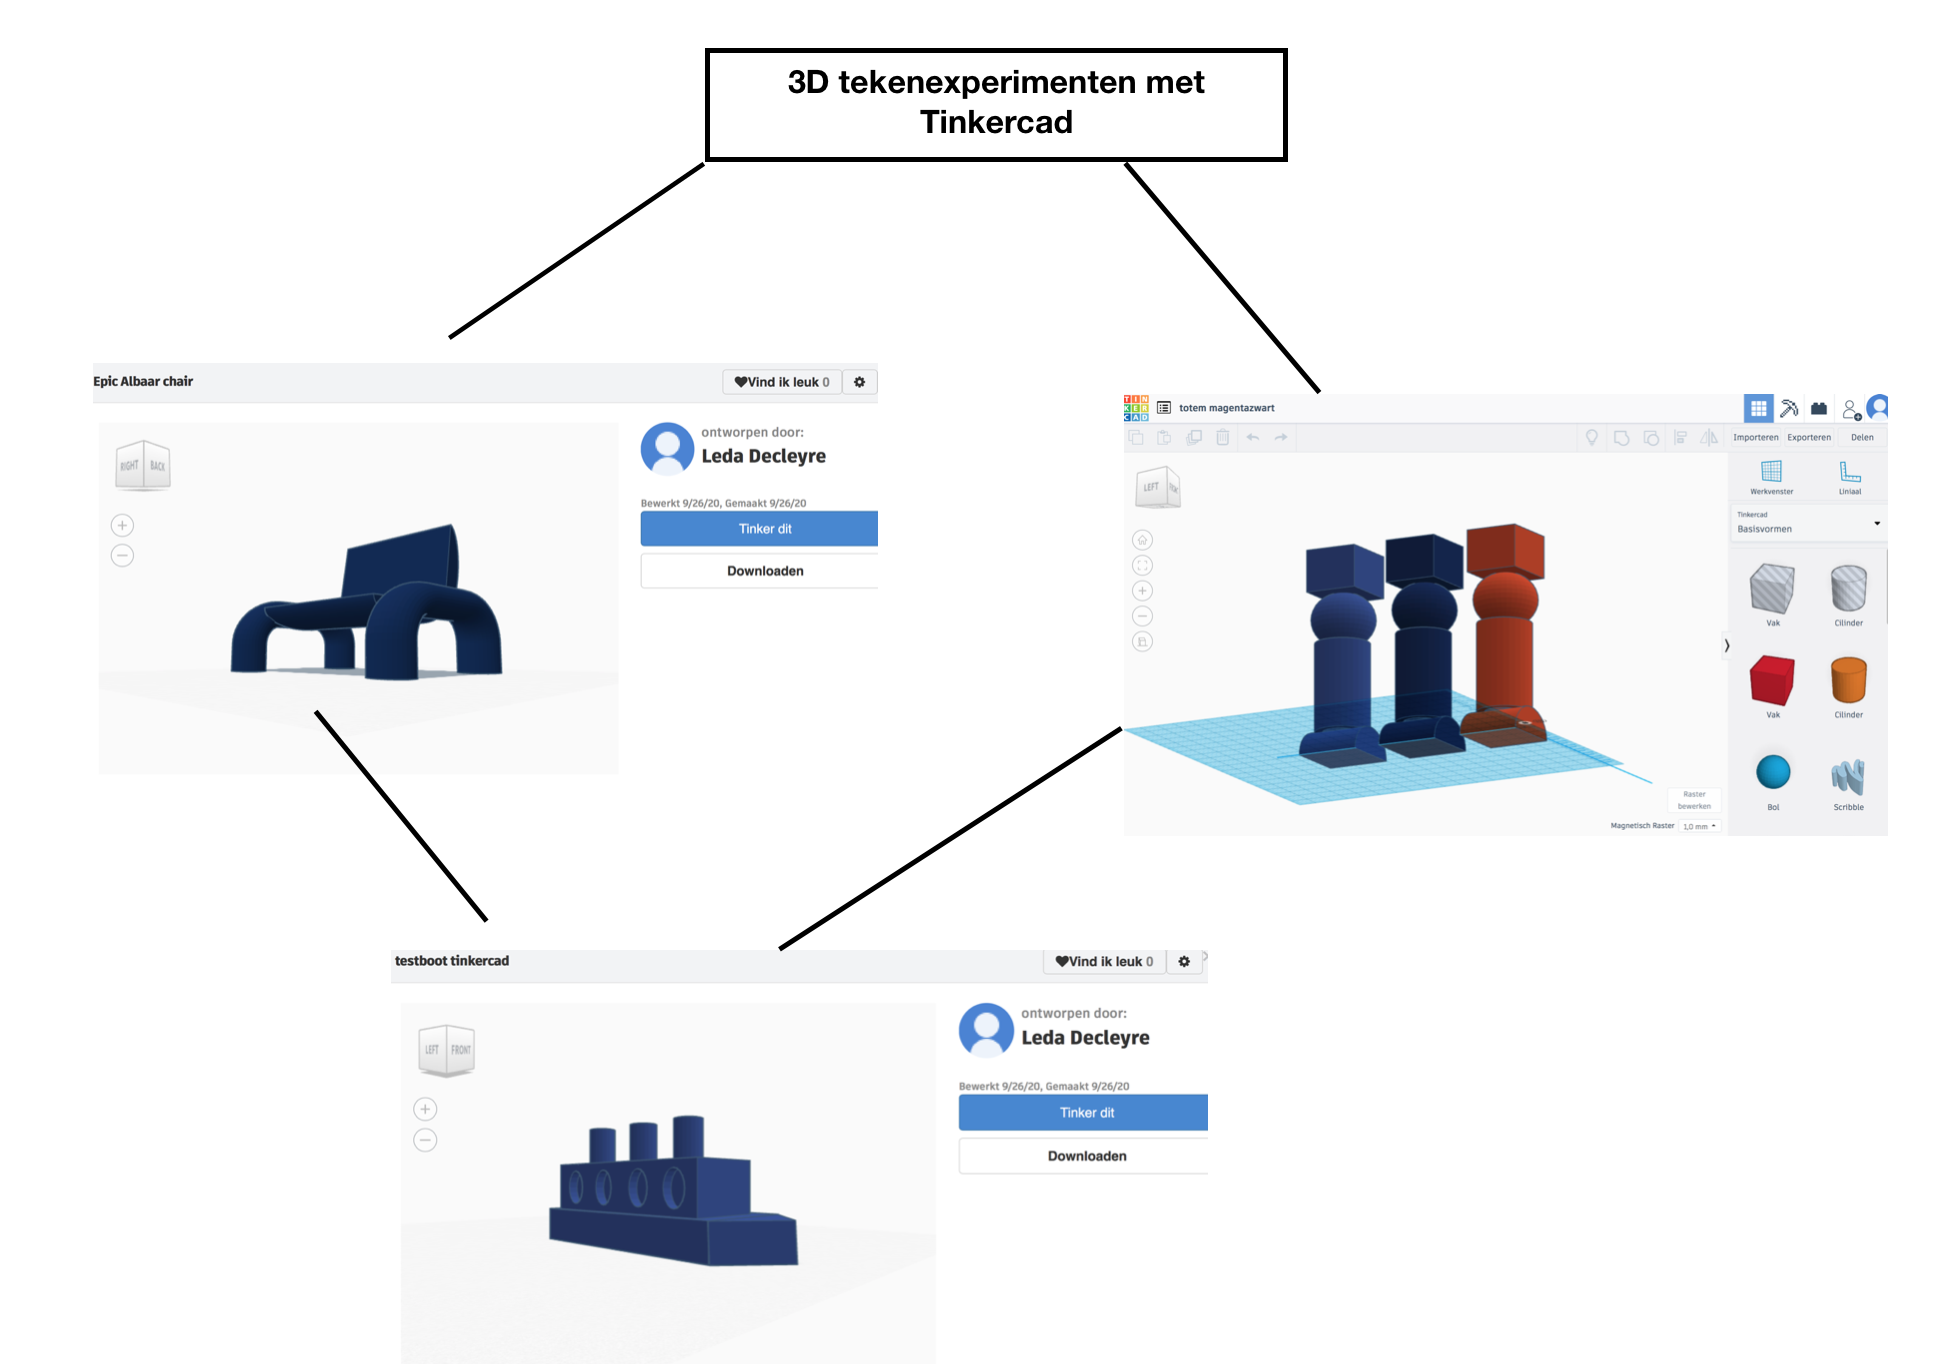 3D tekenexperimenten met
Tinkercad
Epic Albaar chair
Vind ik leuk 0
RIGHT BACK
ontworpen door:
Leda Decleyre
Bewerkt 9/26/20, Gemaakt 9/26/20
Tinker dit
Downloaden
TIN
KER
CAD
totem magentazwart
Importeren Exporteren Delen
LEFT
Werkvenster Liniaal
Tinkercad
Basisvormen
Vak Cilinder
Vak Cilinder
Bol Scribble
Raster
bewerken
Magnetisch Raster 1,0 mm
testboot tinkercad
Vind ik leuk 0
LEFT FRONT
ontworpen door:
Leda Decleyre
Bewerkt 9/26/20, Gemaakt 9/26/20
Tinker dit
Downloaden